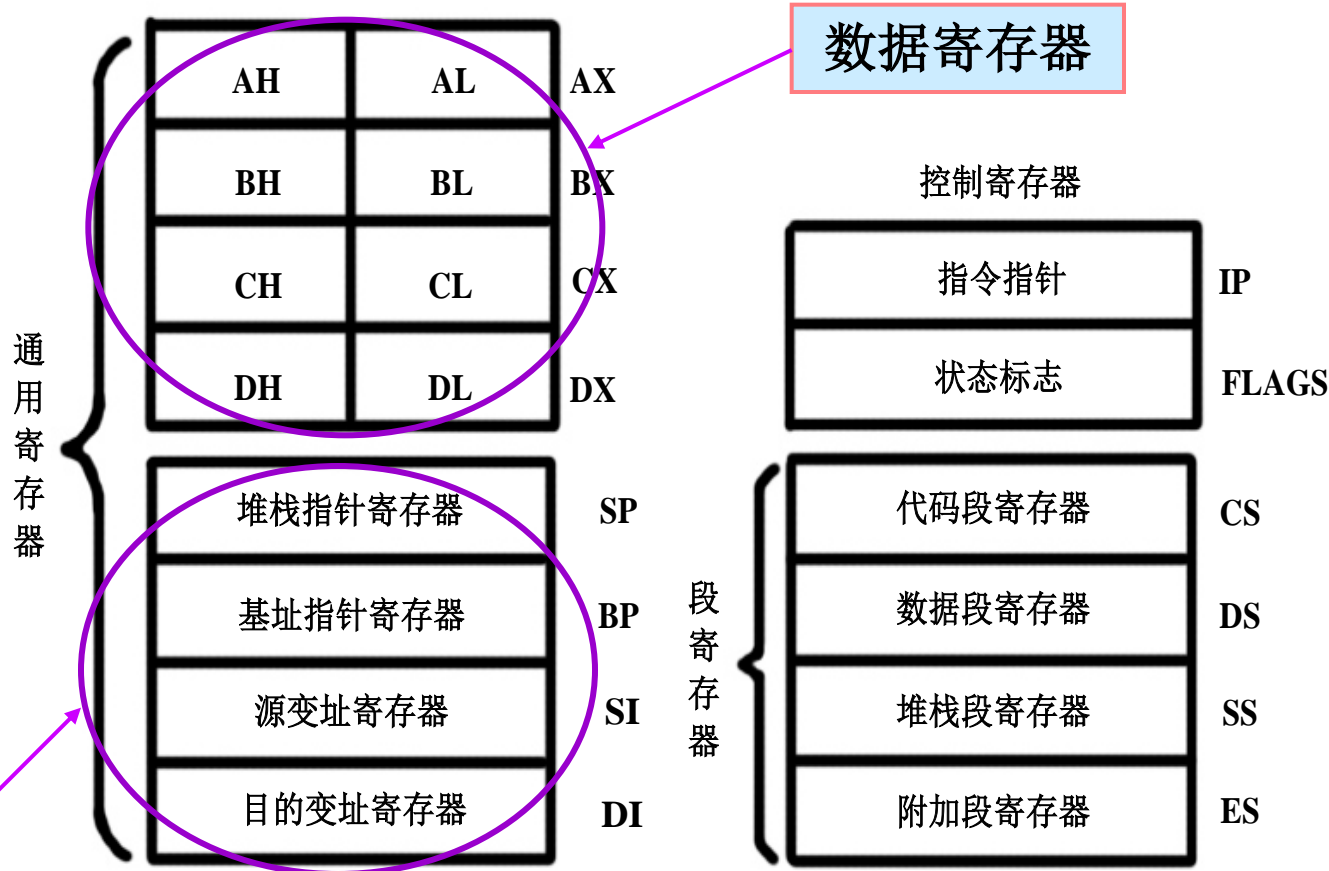 数据寄存器
AH AL AX
BH BL BX
CH CL CX
DH DL DX
通用寄存器
堆栈指针寄存器 SP
基址指针寄存器 BP
源变址寄存器 SI
目的变址寄存器 DI
控制寄存器
指令指针 IP
状态标志 FLAGS
段寄存器
代码段寄存器 CS
数据段寄存器 DS
堆栈段寄存器 SS
附加段寄存器 ES